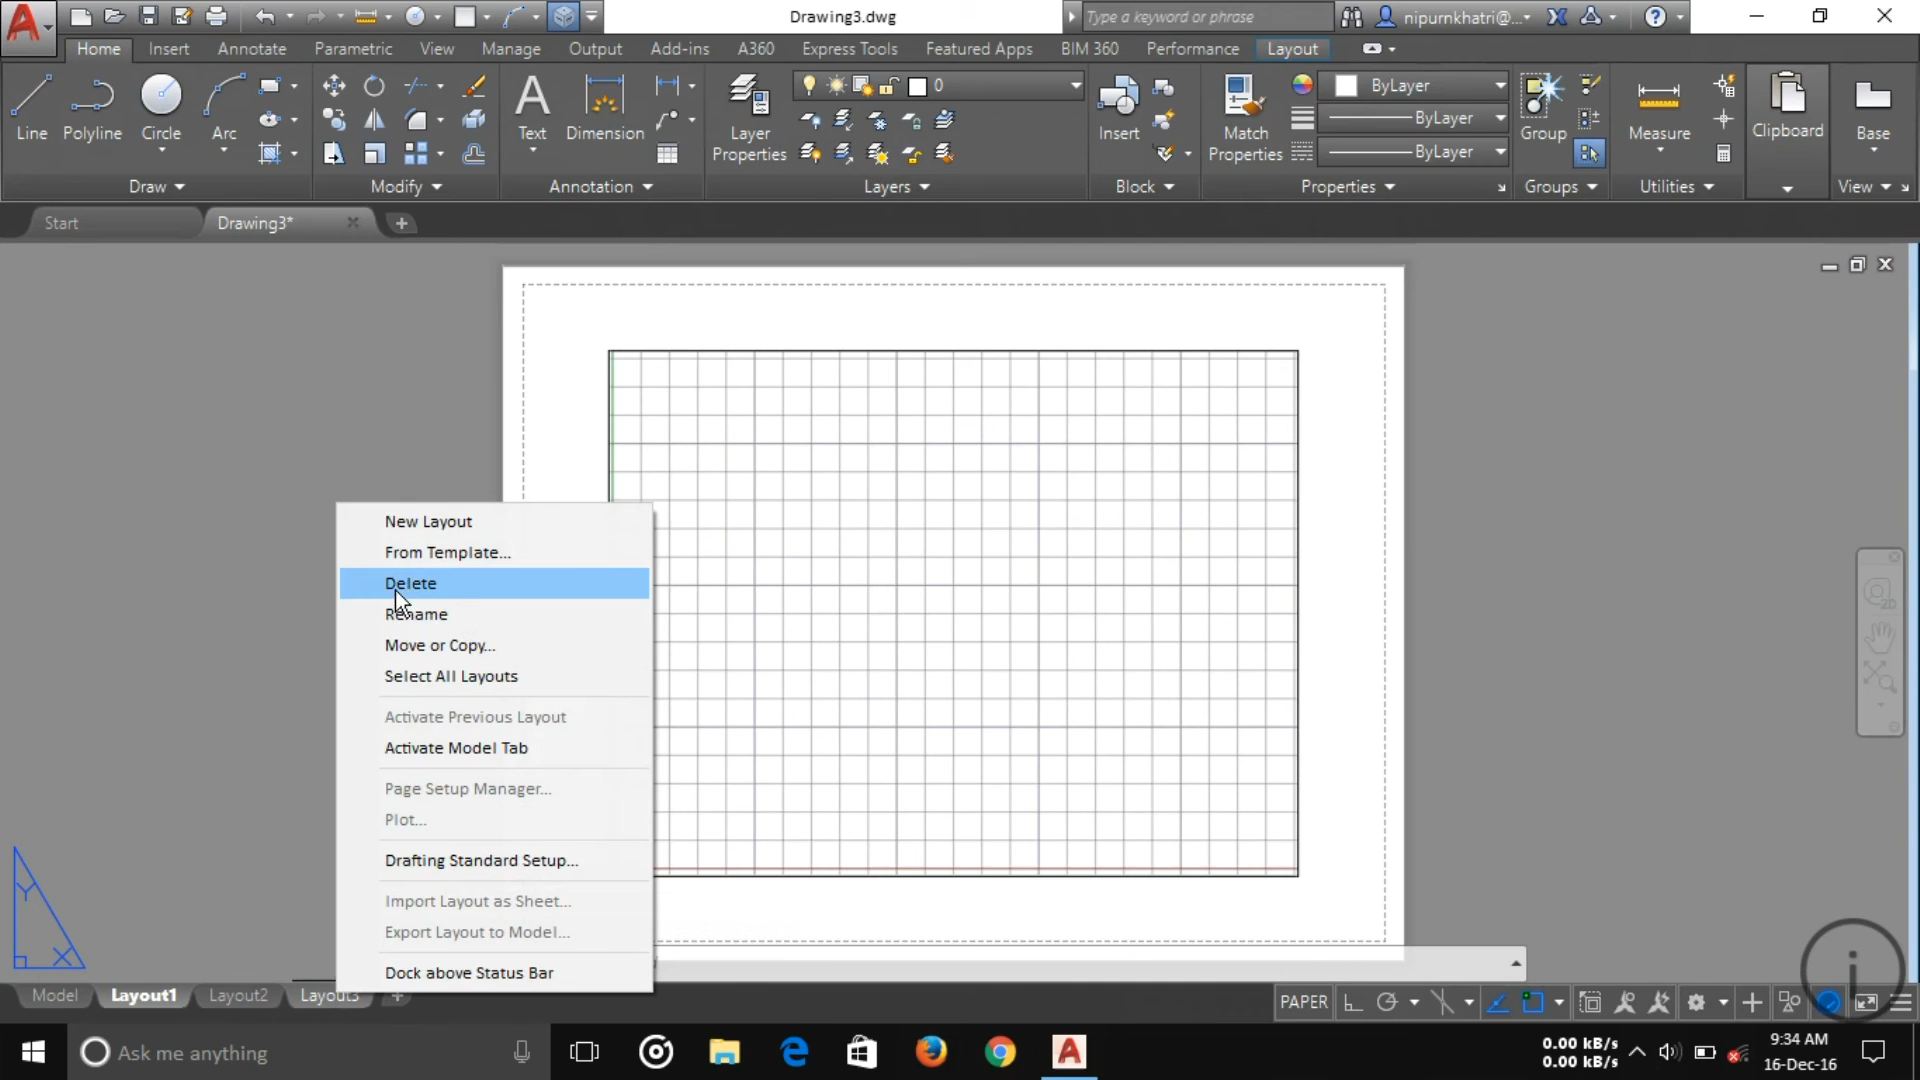 Drawing3.dwg
Type a keyword or phrase
nipurnkhatri@...
Home Insert Annotate Parametric View Manage Output Add-ins A360 Express Tools Featured Apps BIM 360 Performance Layout
Line Polyline Circle Arc
Text Dimension
Layer
Properties
0
Insert
Match
Properties
ByLayer
ByLayer
ByLayer
Group
Measure
Clipboard
Base
Draw Modify Annotation Layers Block Properties Groups Utilities View
Start Drawing3*
New Layout
From Template...
Delete
Rename
Move or Copy...
Select All Layouts
Activate Previous Layout
Activate Model Tab
Page Setup Manager...
Plot...
Drafting Standard Setup...
Import Layout as Sheet...
Export Layout to Model...
Dock above Status Bar
2D
Y
X
i
Model Layout1 Layout2 Layout3 +
PAPER
Ask me anything
0.00 kB/s
0.00 kB/s
9:34 AM
16-Dec-16